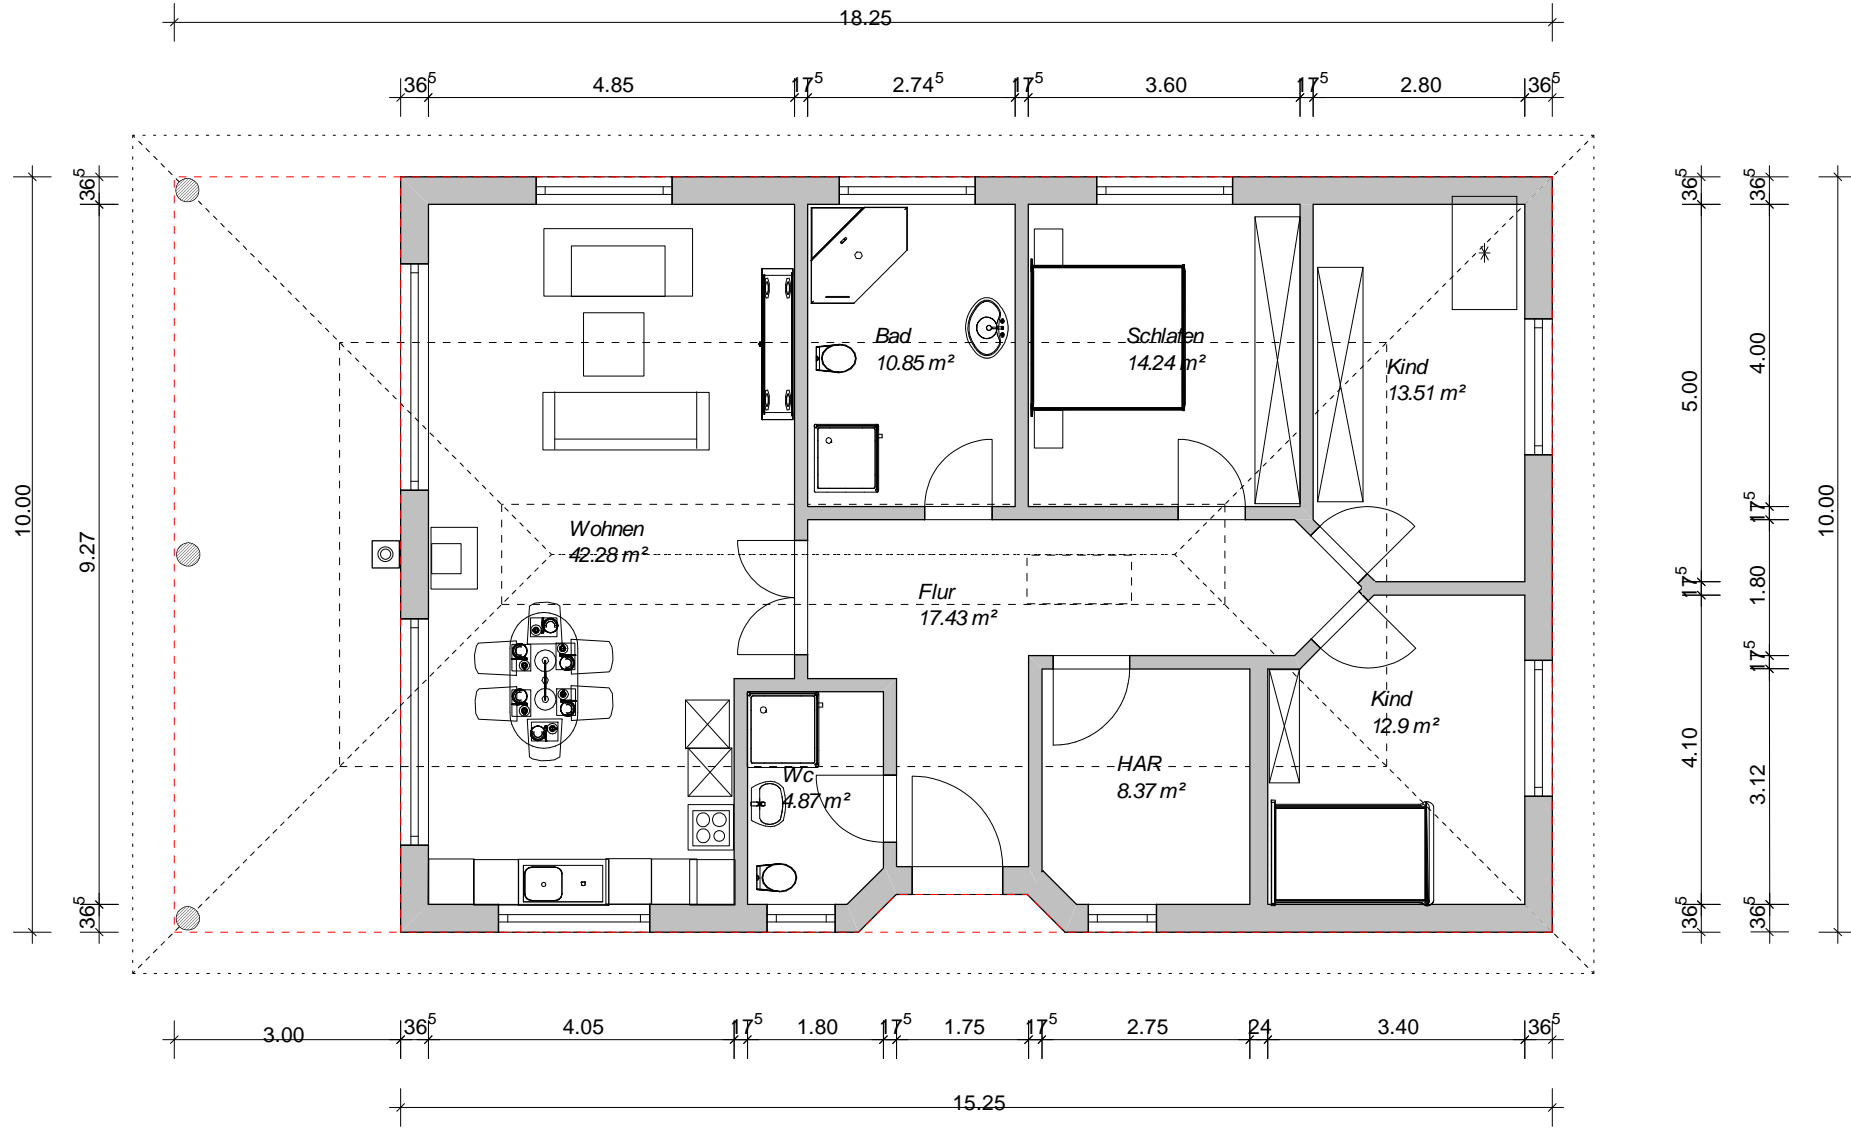 18.25
36⁵ 4.85 17⁵ 2.74⁵ 17⁵ 3.60 17⁵ 2.80 36⁵
36⁵
9.27
36⁵
10.00
Bad
10.85 m²
Schlafen
14.24 m²
Kind
13.51 m²
Wohnen
42.28 m²
Flur
17.43 m²
Kind
12.9 m²
HAR
8.37 m²
Wc
4.87 m²
36⁵
5.00
17⁵
4.10
36⁵
36⁵
4.00
17⁵
1.80
17⁵
3.12
36⁵
10.00
3.00 36⁵ 4.05 17⁵ 1.80 17⁵ 1.75 17⁵ 2.75 24 3.40 36⁵
15.25